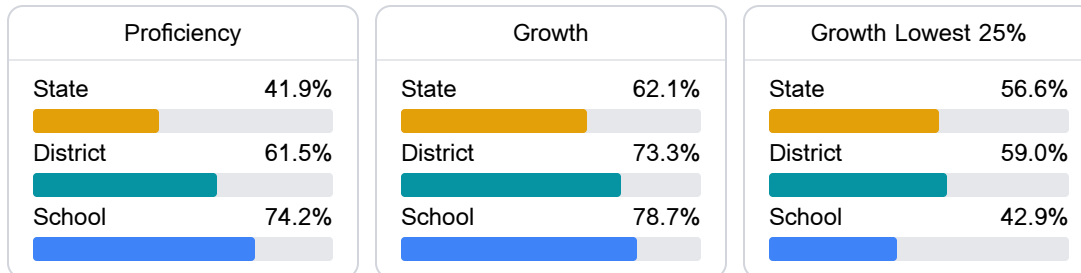 Proficiency
State 41.9%
District 61.5%
School 74.2%
Growth
State 62.1%
District 73.3%
School 78.7%
Growth Lowest 25%
State 56.6%
District 59.0%
School 42.9%